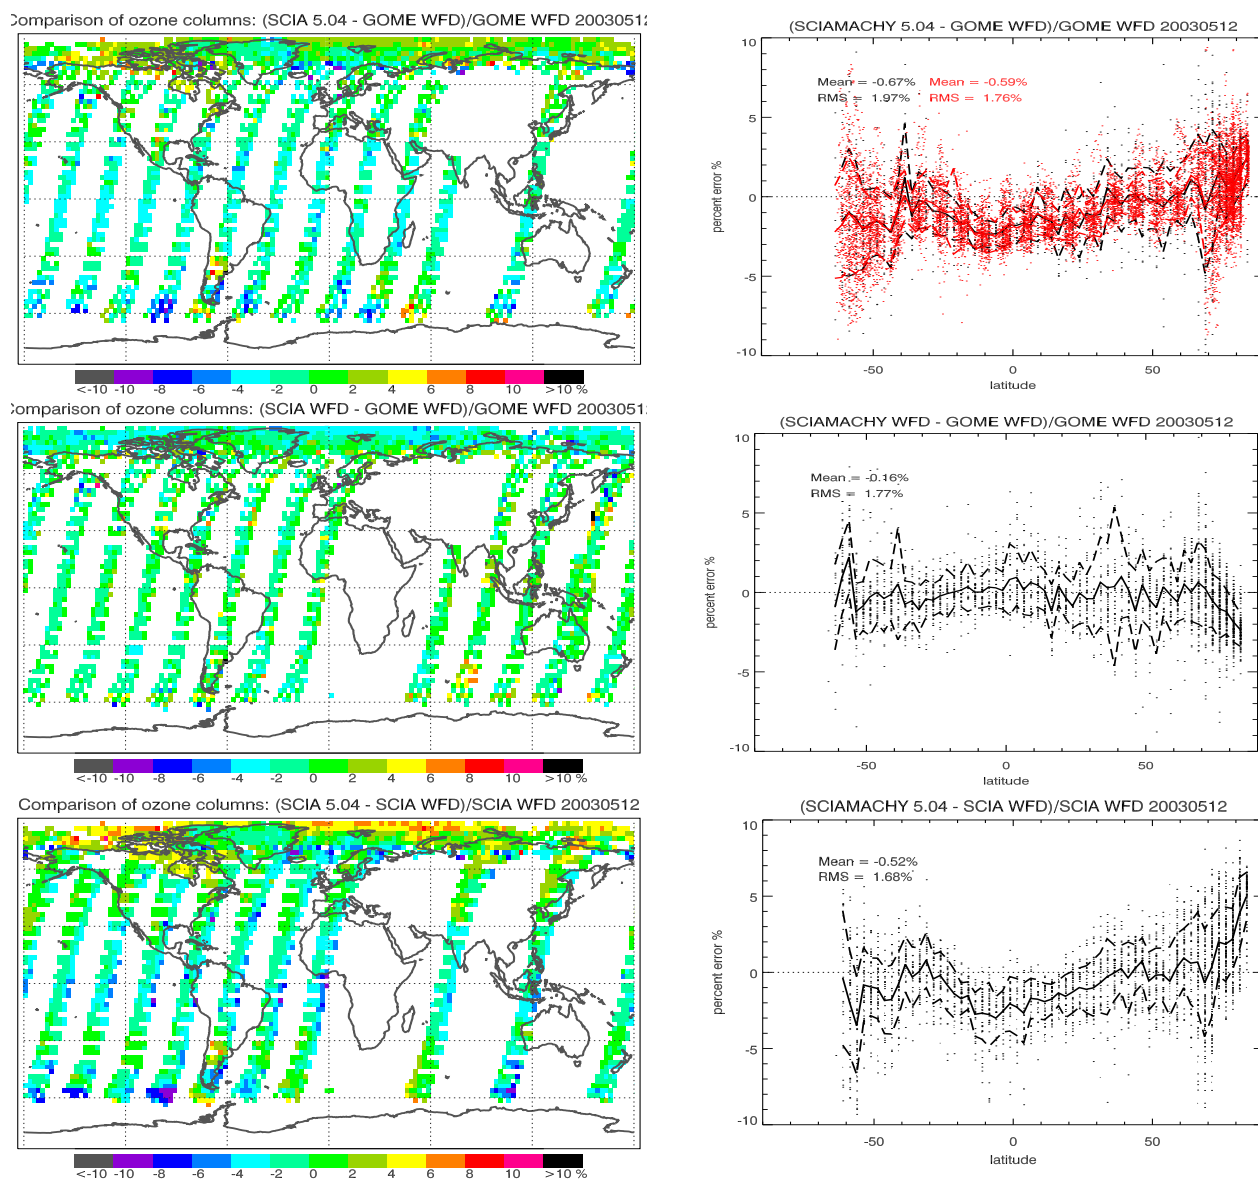 Comparison of ozone columns: (SCIA 5.04 - GOME WFD)/GOME WFD 20030512
<-10 -10 -8 -6 -4 -2 0 2 4 6 8 10 >10 %
(SCIAMACHY 5.04 - GOME WFD)/GOME WFD 20030512
10
Mean = -0.67% Mean = -0.59%
RMS = 1.97% RMS = 1.76%
5
percent error %
0
-5
-10
-50 0 50
latitude
Comparison of ozone columns: (SCIA WFD - GOME WFD)/GOME WFD 2003051
<-10 -10 -8 -6 -4 -2 0 2 4 6 8 10 >10 %
(SCIAMACHY WFD - GOME WFD)/GOME WFD 20030512
10
Mean = -0.16%
RMS = 1.77%
5
percent error %
0
-5
-10
-50 0 50
latitude
Comparison of ozone columns: (SCIA 5.04 - SCIA WFD)/SCIA WFD 20030512
<-10 -10 -8 -6 -4 -2 0 2 4 6 8 10 >10 %
(SCIAMACHY 5.04 - SCIA WFD)/SCIA WFD 20030512
10
Mean = -0.52%
RMS = 1.68%
5
percent error %
0
-5
-10
-50 0 50
latitude